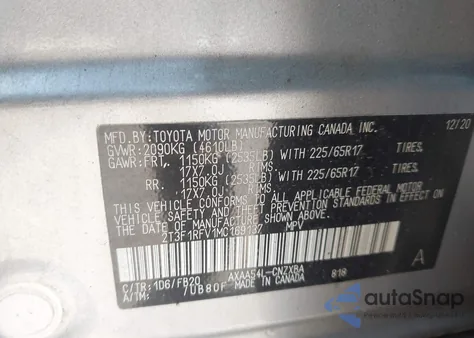 MFD.BY:TOYOTA MOTOR MANUFACTURING CANADA INC. 12/20
GVWR:2090KG (4610LB)
GAWR:FRT, 1150KG (2535LB) WITH 225/65R17 TIRES.
17X7.0J RIMS
RR. 1150KG (2535LB) WITH 225/65R17 TIRES.
17X7.0J RIMS
THIS VEHICLE CONFORMS TO ALL APPLICABLE FEDERAL MOTOR
VEHICLE SAFETY AND STANDARDS IN EFFECT ON
THE DATE OF MANUFACTURE SHOWN ABOVE.
2T3F1RFV1MC169137 MPV
A
C/TR:1D6/FB20 AXAA54L-CNZXBA
A/TM: /UB80F MADE IN CANADA 818
autoSnap